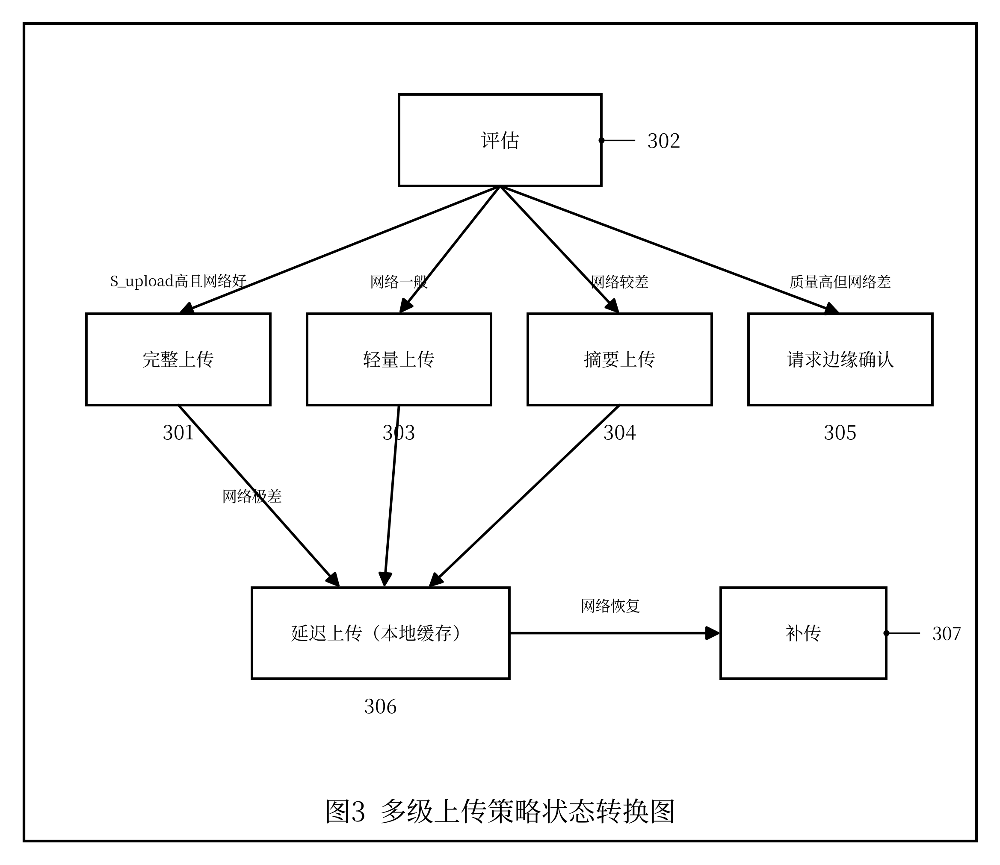 评估
302
S_upload高且网络好
网络一般
网络较差
质量高但网络差
完整上传
轻量上传
摘要上传
请求边缘确认
301
303
304
305
网络极差
网络恢复
延迟上传（本地缓存）
补传
307
306
图3 多级上传策略状态转换图